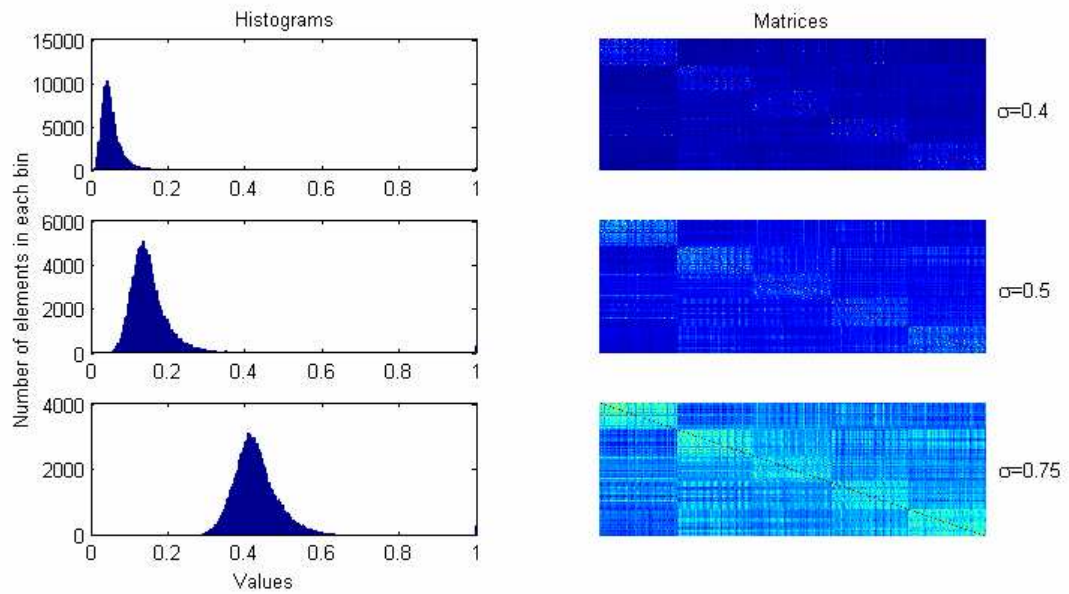 Histograms
Matrices
Number of elements in each bin
15000
10000
5000
0
0 0.2 0.4 0.6 0.8 1
σ=0.4
6000
4000
2000
0
0 0.2 0.4 0.6 0.8 1
σ=0.5
4000
2000
0
0 0.2 0.4 0.6 0.8 1
σ=0.75
Values